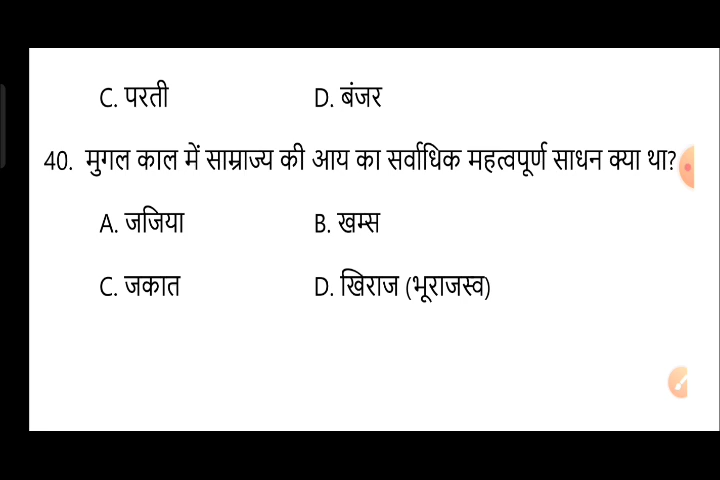 C. परती D. बंजर
40. मुगल काल में साम्राज्य की आय का सर्वाधिक महत्वपूर्ण साधन क्या था?
A. जजिया B. खम्स
C. जकात D. खिराज (भूराजस्व)